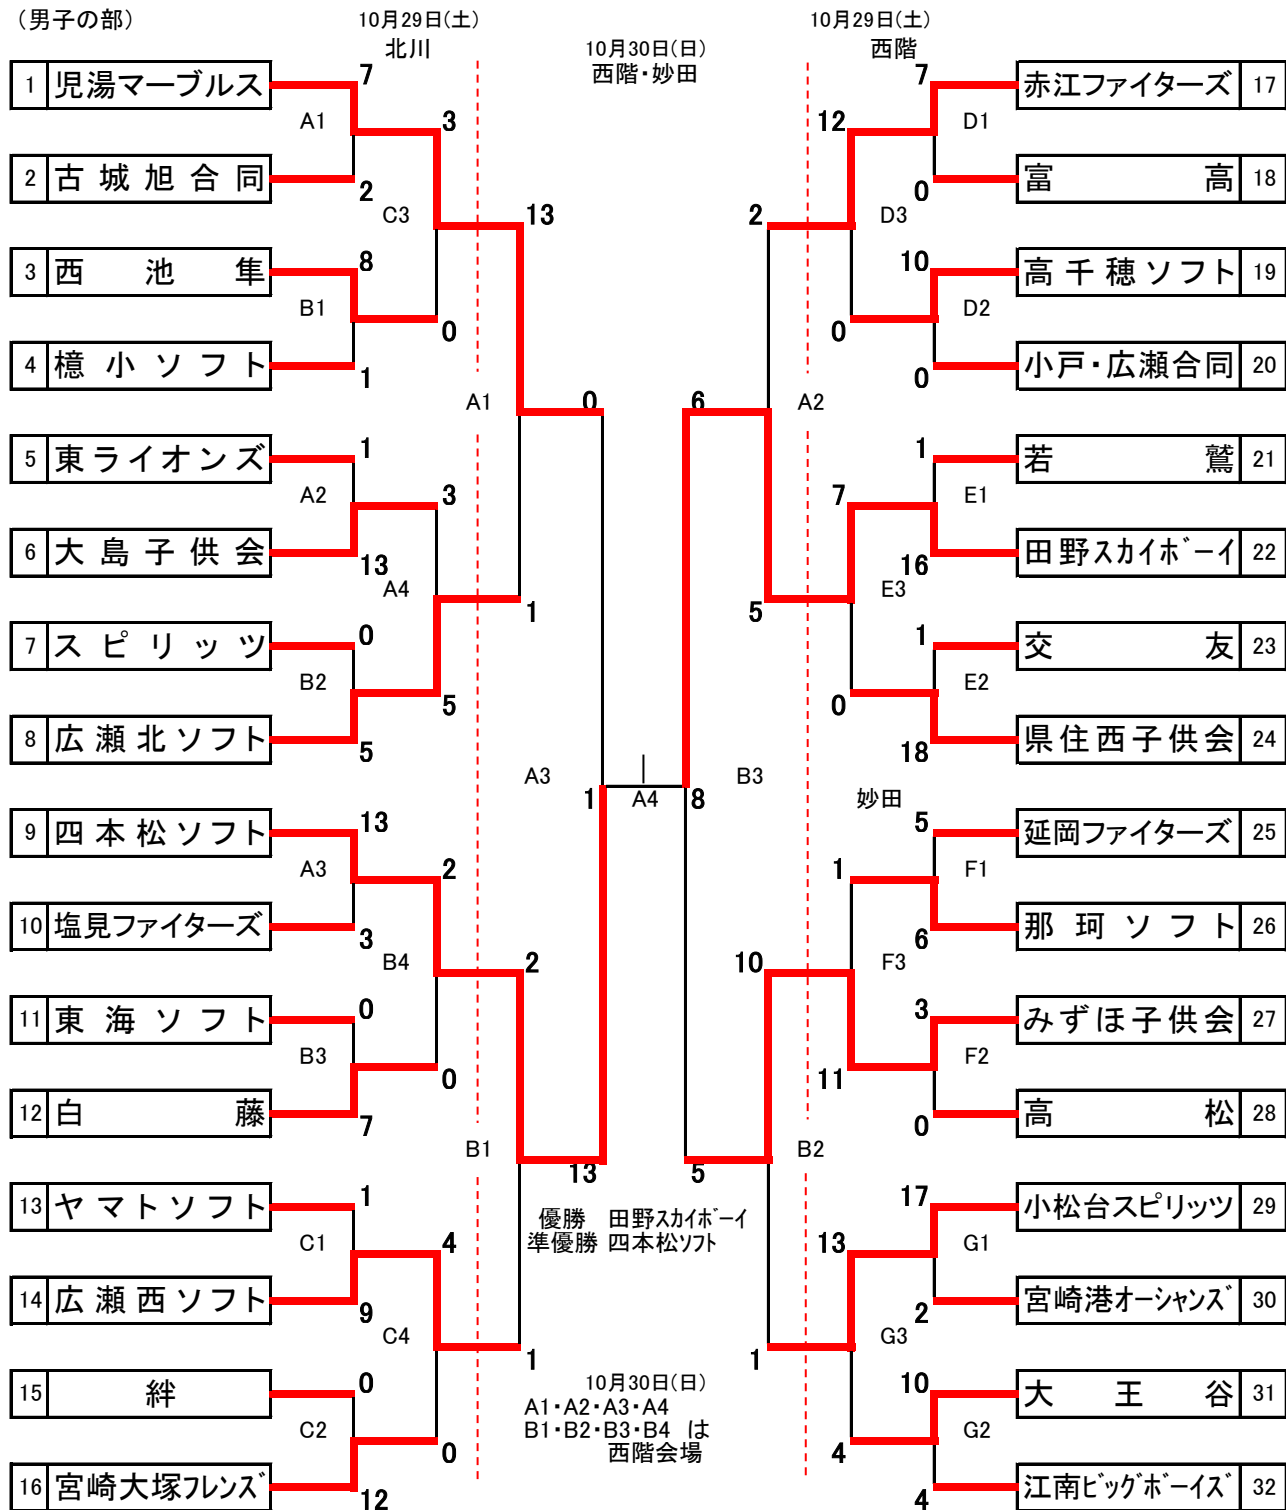 (男子の部)
10月29日(土)
北川
10月30日(日)
西階・妙田
10月29日(土)
西階
1 児湯マーブルス
7
A1
2 古城旭合同
2
3
C3
3 西池隼
8
B1
4 檍小ソフト
1
0
13
A1
5 東ライオンズ
1
A2
6 大島子供会
13
3
A4
7 スピリッツ
0
B2
8 広瀬北ソフト
5
5
1
0
A3
9 四本松ソフト
13
A3
10 塩見ファイターズ
3
2
B4
11 東海ソフト
0
B3
12 白藤
7
0
2
B1
13 ヤマトソフト
1
C1
14 広瀬西ソフト
9
4
C4
15 絆
0
C2
16 宮崎大塚フレンズ
12
0
1
13
1
A4
8
7
赤江ファイターズ 17
D1
0
富高 18
12
D3
10
高千穂ソフト 19
D2
0
小戸・広瀬合同 20
0
2
A2
1
若鷲 21
E1
16
田野スカイボーイ 22
7
E3
1
交友 23
E2
18
県住西子供会 24
0
5
6
B3
妙田
5
延岡ファイターズ 25
F1
6
那珂ソフト 26
1
F3
3
みずほ子供会 27
F2
0
高松 28
11
10
B2
17
小松台スピリッツ 29
G1
2
宮崎港オーシャンズ 30
13
G3
10
大王谷 31
G2
4
江南ビッグボーイズ 32
4
1
5
優勝 田野スカイボーイ
準優勝 四本松ソフト
10月30日(日)
A1・A2・A3・A4
B1・B2・B3・B4 は
西階会場